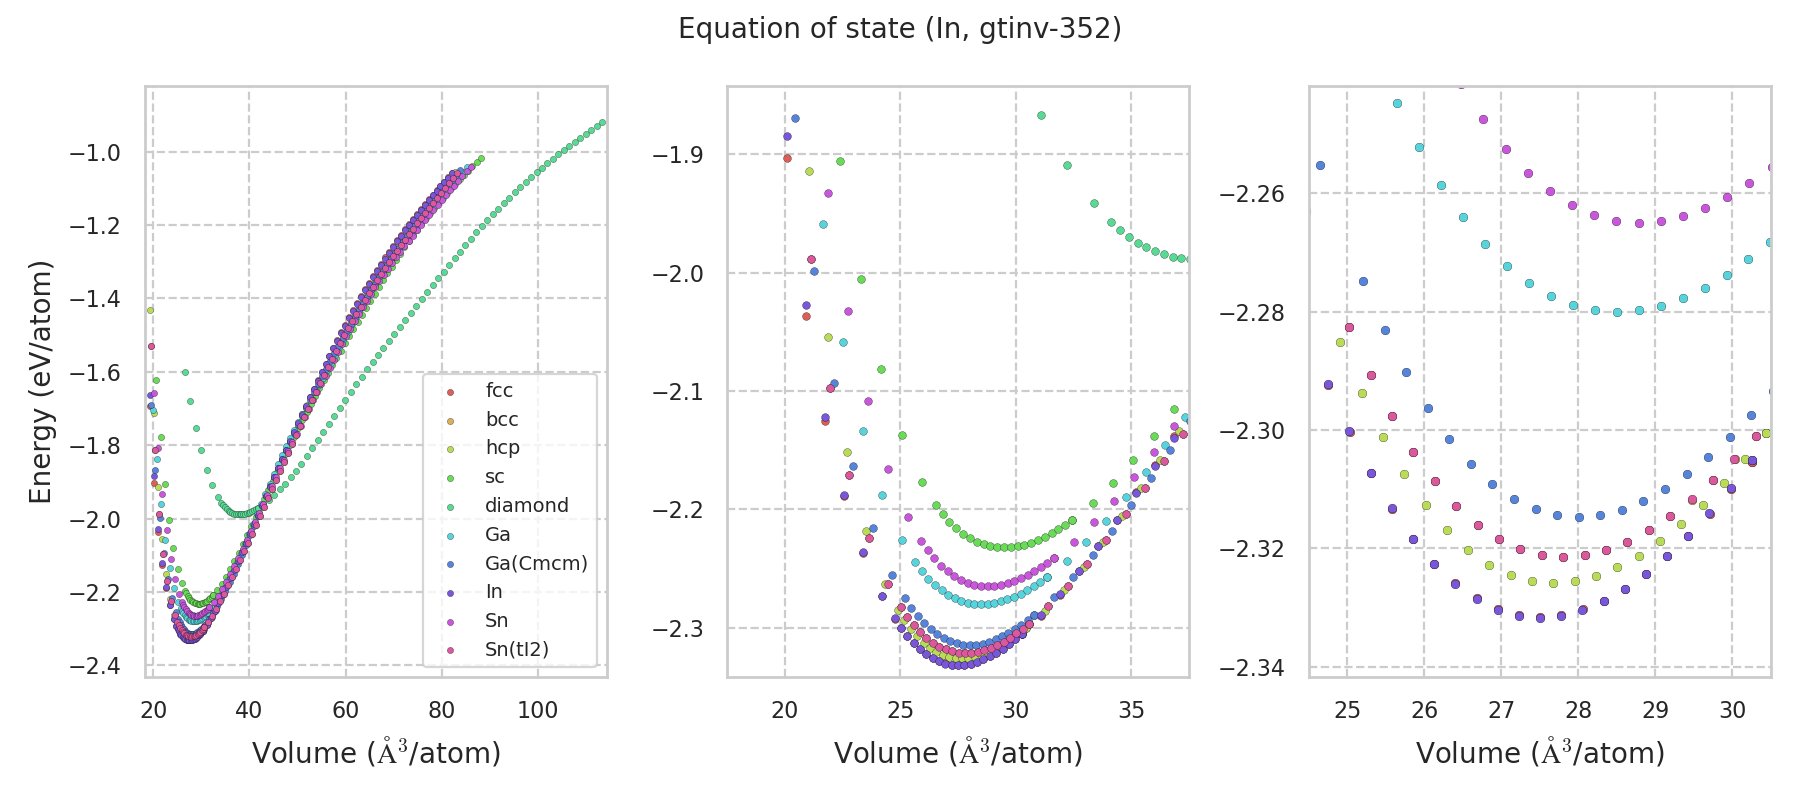 Equation of state (In, gtinv-352)
Energy (eV/atom)
−1.0
−1.2
−1.4
−1.6
−1.8
−2.0
−2.2
−2.4
20 40 60 80 100
Volume (Å³/atom)
fcc
bcc
hcp
sc
diamond
Ga
Ga(Cmcm)
In
Sn
Sn(tI2)
−1.9
−2.0
−2.1
−2.2
−2.3
20 25 30 35
Volume (Å³/atom)
−2.26
−2.28
−2.30
−2.32
−2.34
25 26 27 28 29 30
Volume (Å³/atom)